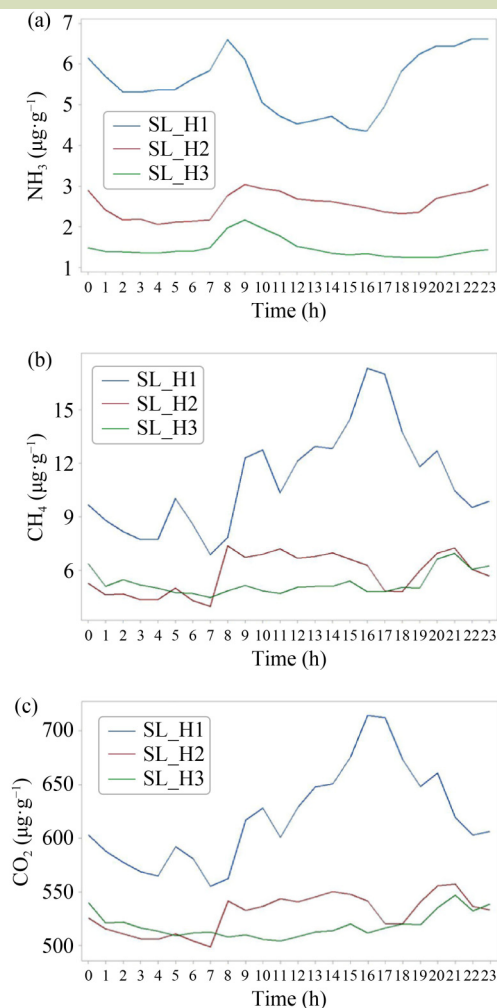 (a)
7
6
5
4
3
2
1
NH₃ (μg·g⁻¹)
SL_H1
SL_H2
SL_H3
0 1 2 3 4 5 6 7 8 9 10 11 12 13 14 15 16 17 18 19 20 21 22 23
Time (h)
(b)
15
12
9
6
CH₄ (μg·g⁻¹)
SL_H1
SL_H2
SL_H3
0 1 2 3 4 5 6 7 8 9 10 11 12 13 14 15 16 17 18 19 20 21 22 23
Time (h)
(c)
700
650
600
550
500
CO₂ (μg·g⁻¹)
SL_H1
SL_H2
SL_H3
0 1 2 3 4 5 6 7 8 9 10 11 12 13 14 15 16 17 18 19 20 21 22 23
Time (h)